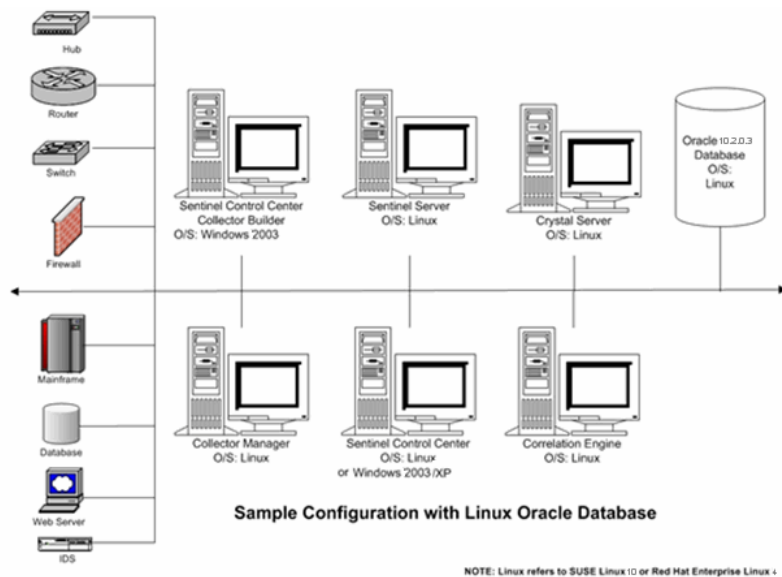 Hub
Router
Switch
Firewall
Mainframe
Database
Web Server
IDS
Sentinel Control Center
Collector Builder
O/S: Windows 2003
Sentinel Server
O/S: Linux
Crystal Server
O/S: Linux
Oracle 10.2.0.3
Database
O/S:
Linux
Collector Manager
O/S: Linux
Sentinel Control Center
O/S: Linux
or Windows 2003/XP
Correlation Engine
O/S: Linux
Sample Configuration with Linux Oracle Database
NOTE: Linux refers to SUSE Linux 10 or Red Hat Enterprise Linux 4